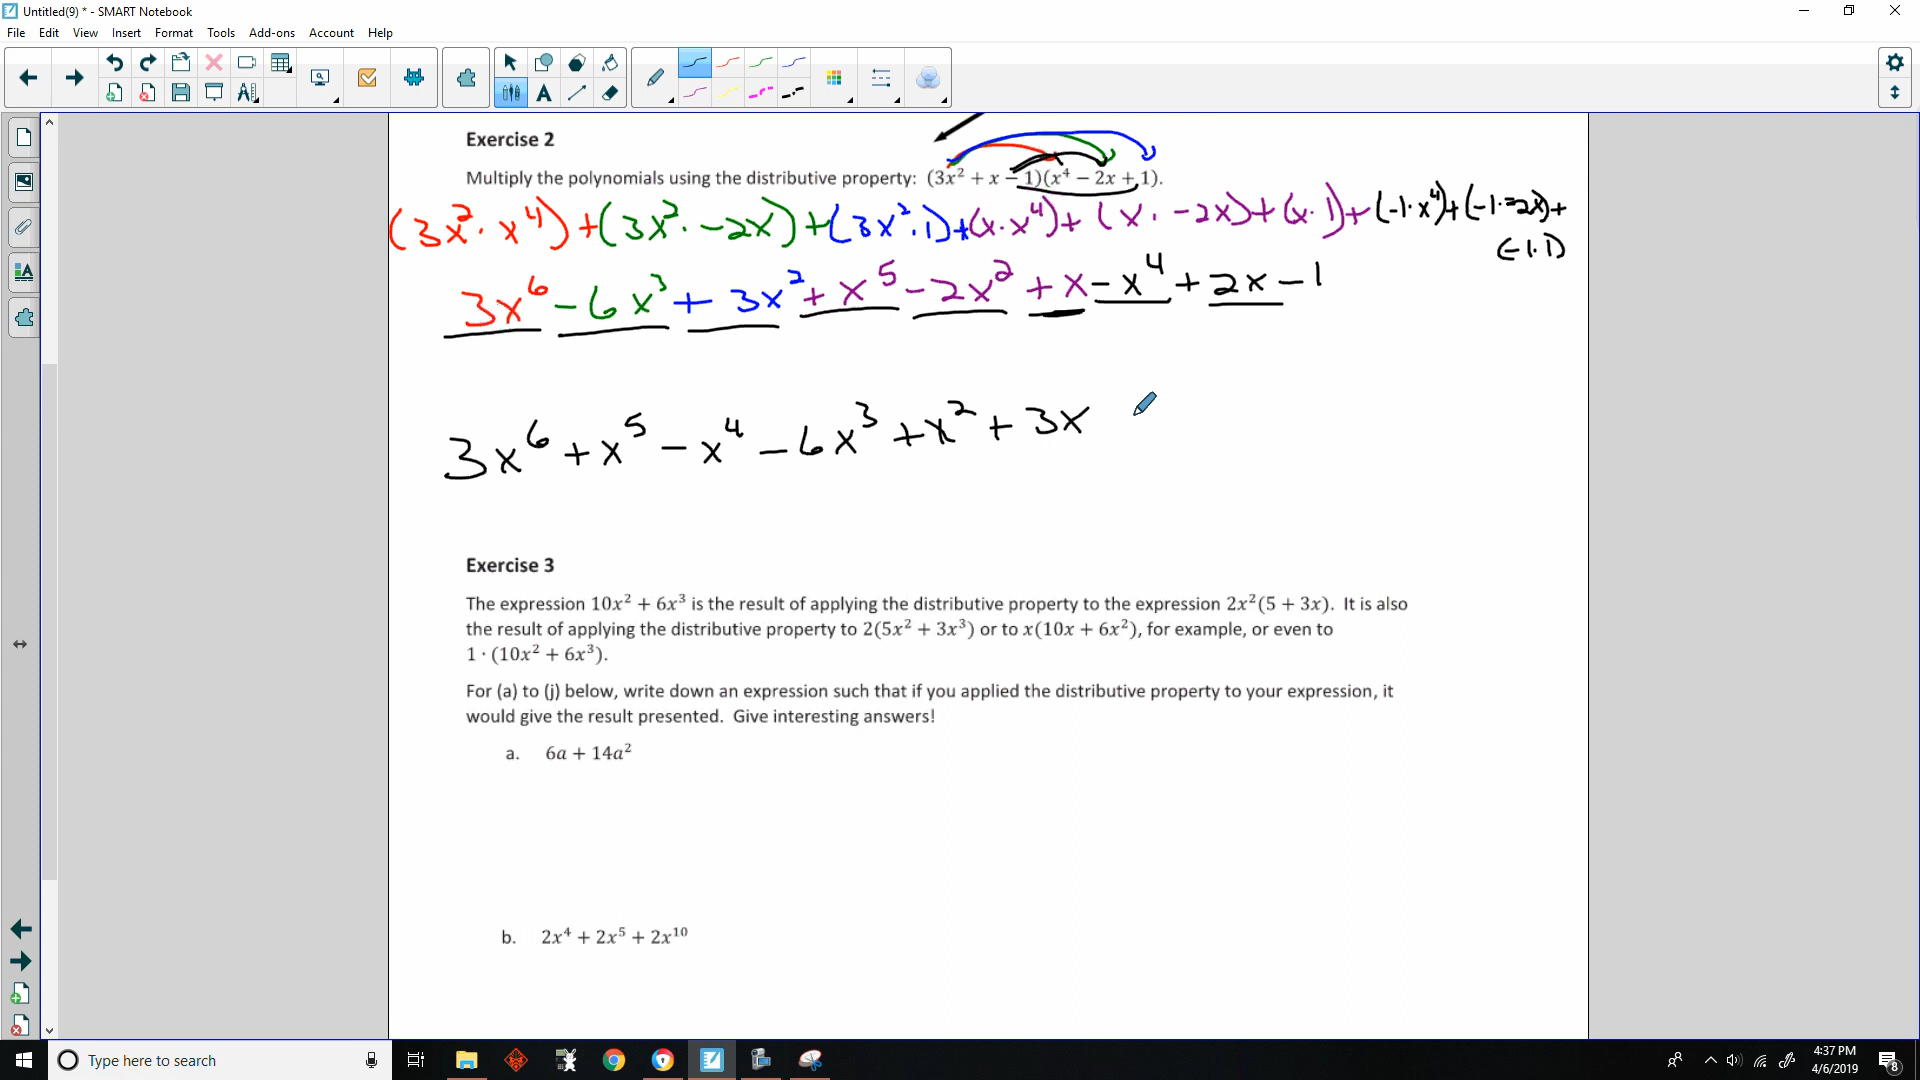 Untitled(9) * - SMART Notebook
File Edit View Insert Format Tools Add-ons Account Help
Exercise 2
Multiply the polynomials using the distributive property: (3x² + x − 1)(x⁴ − 2x + 1).
(3x² · x⁴) + (3x² · −2x) + (3x² · 1) + (x · x⁴) + (x · −2x) + (x · 1) + (−1 · x⁴) + (−1 · −2x) +
(−1 · 1)
3x⁶ − 6x³ + 3x² + x⁵ − 2x² + x − x⁴ + 2x − 1
3x⁶ + x⁵ − x⁴ − 6x³ + x² + 3x
Exercise 3
The expression 10x² + 6x³ is the result of applying the distributive property to the expression 2x²(5 + 3x). It is also
the result of applying the distributive property to 2(5x² + 3x³) or to x(10x + 6x²), for example, or even to
1 · (10x² + 6x³).
For (a) to (j) below, write down an expression such that if you applied the distributive property to your expression, it
would give the result presented. Give interesting answers!
a. 6a + 14a²
b. 2x⁴ + 2x⁵ + 2x¹⁰
Type here to search
4:37 PM
4/6/2019
8